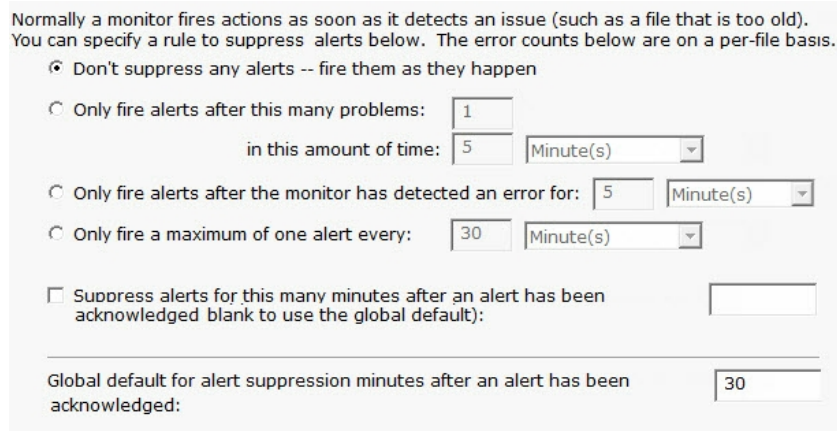 Normally a monitor fires actions as soon as it detects an issue (such as a file that is too old).
You can specify a rule to suppress alerts below. The error counts below are on a per-file basis.
Don't suppress any alerts -- fire them as they happen
Only fire alerts after this many problems: 1
in this amount of time: 5 Minute(s)
Only fire alerts after the monitor has detected an error for: 5 Minute(s)
Only fire a maximum of one alert every: 30 Minute(s)
Suppress alerts for this many minutes after an alert has been
acknowledged blank to use the global default):
Global default for alert suppression minutes after an alert has been 30
acknowledged: